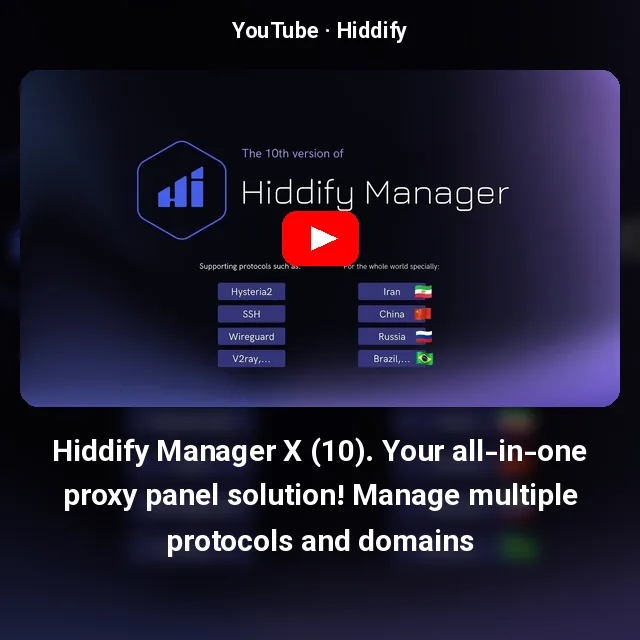 YouTube · Hiddify
The 10th version of
Hiddify Manager
Supporting protocols such as:
For the whole world specially:
Hysteria2
Iran
SSH
China
Wireguard
Russia
V2ray,...
Brazil,...
Hiddify Manager X (10). Your all-in-one
proxy panel solution! Manage multiple
protocols and domains